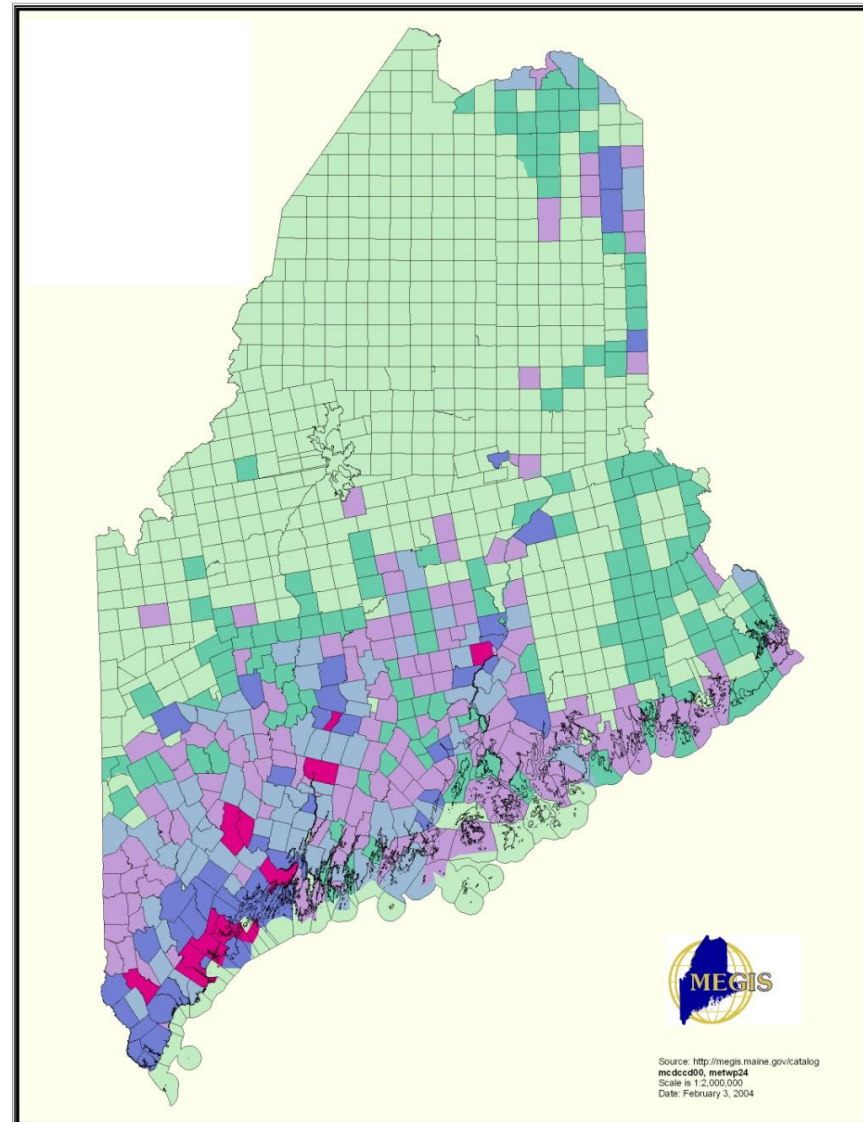 MEGIS
Source: http://megis.maine.gov/catalog
mcdccd00, metwp24
Scale is 1:2,000,000
Date: February 3, 2004